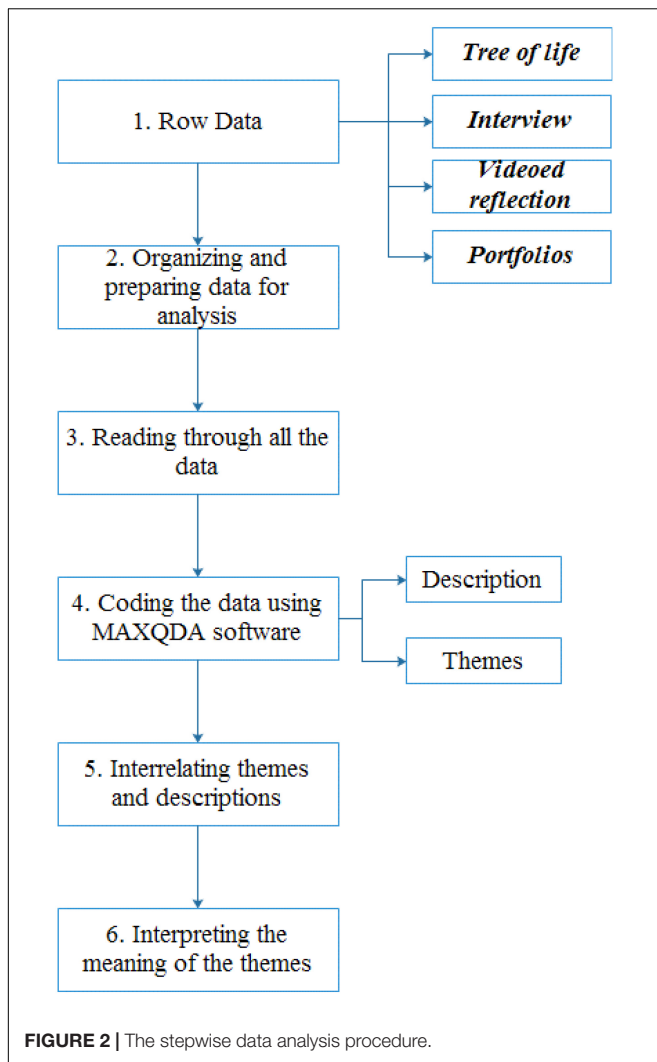 Tree of life
1. Row Data
Interview
Videoed
reflection
Portfolios
2. Organizing and
preparing data for
analysis
3. Reading through all the
data
4. Coding the data using
MAXQDA software
Description
Themes
5. Interrelating themes
and descriptions
6. Interpreting the
meaning of the themes
FIGURE 2 | The stepwise data analysis procedure.